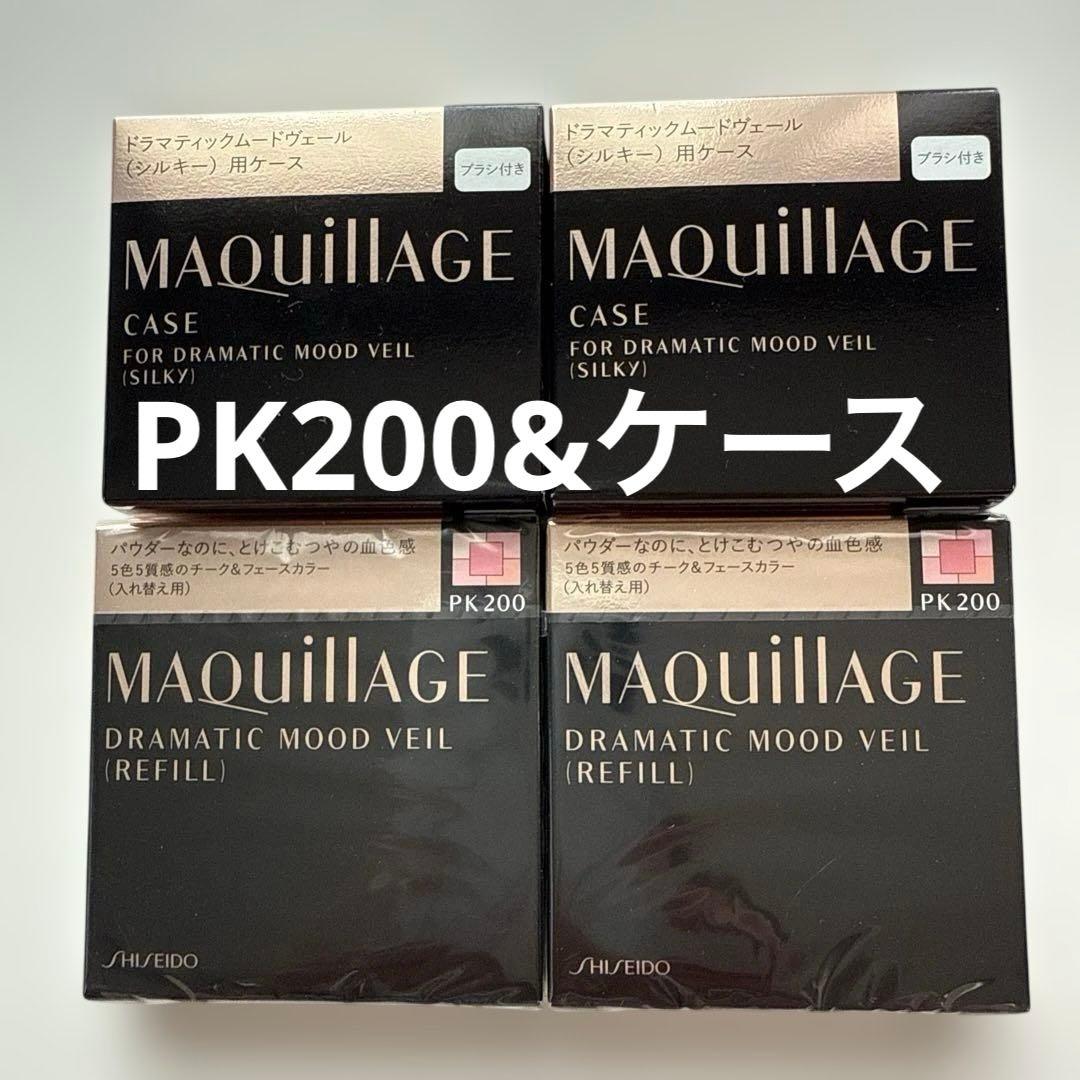 ドラマティックムードヴェール
（シルキー）用ケース
ブラシ付き
MAQuillAGE
CASE
FOR DRAMATIC MOOD VEIL
(SILKY)
ドラマティックムードヴェール
（シルキー）用ケース
ブラシ付き
MAQuillAGE
CASE
FOR DRAMATIC MOOD VEIL
(SILKY)
PK200&ケース
パウダーなのに、とけこむつやの血色感
5色5質感のチーク&フェースカラー
（入れ替え用）
PK200
MAQuillAGE
DRAMATIC MOOD VEIL
(REFILL)
SHISEIDO
パウダーなのに、とけこむつやの血色感
5色5質感のチーク&フェースカラー
（入れ替え用）
PK200
MAQuillAGE
DRAMATIC MOOD VEIL
(REFILL)
SHISEIDO